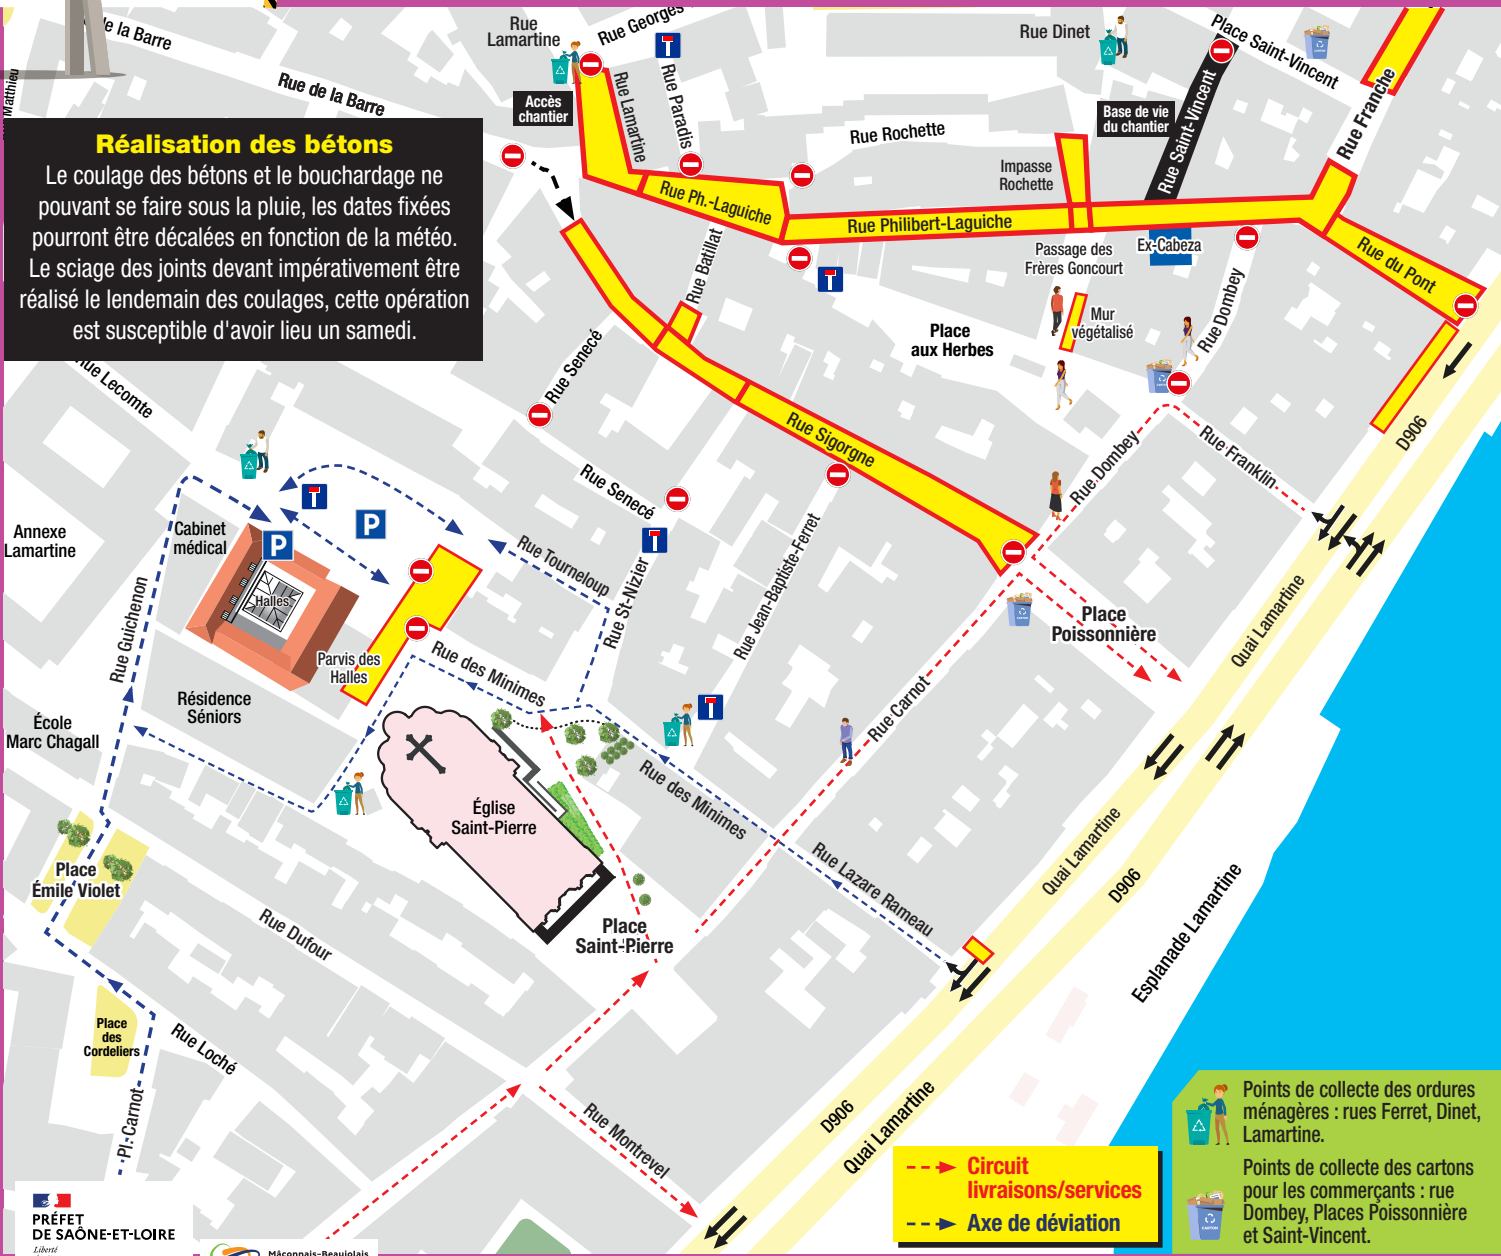 Rue de la Barre
Rue
Lamartine
Rue Georges
Rue Dinet
Place Saint-Vincent
Matthieu
Rue de la Barre
Accès
chantier
Rue Lamartine
Rue Paradis
Rue Rochette
Base de vie
du chantier
Rue Saint-Vincent
Rue Franche
Réalisation des bétons
Le coulage des bétons et le bouchardage ne
pouvant se faire sous la pluie, les dates fixées
pourront être décalées en fonction de la météo.
Le sciage des joints devant impérativement être
réalisé le lendemain des coulages, cette opération
est susceptible d'avoir lieu un samedi.
Impasse
Rochette
Rue Ph.-Laguiche
Rue Philibert-Laguiche
Passage des
Frères Goncourt
Ex-Cabeza
Rue du Pont
Rue Batillat
Mur
végétalisé
Rue Dombey
Place
aux Herbes
Rue Senecé
Rue Lecomte
Rue Sigorgne
Rue Dombey
Rue Franklin
D906
Rue Senecé
Annexe
Lamartine
Cabinet
médical
P
P
Halles
Rue Tourneloup
Rue St-Nizier
Rue Jean-Baptiste-Ferret
Place
Poissonnière
Quai Lamartine
Rue Guichenon
Parvis des
Halles
Rue des Minimes
Résidence
Séniors
École
Marc Chagall
Rue Carnot
Rue des Minimes
Église
Saint-Pierre
Place
Émile Violet
Rue Lazare Rameau
Quai Lamartine
D906
Rue Dufour
Place
Saint-Pierre
Esplanade Lamartine
Place
des
Cordeliers
Rue Loché
Pl. Carnot
Rue Montrevel
D906
Quai Lamartine
Circuit
livraisons/services
Axe de déviation
Points de collecte des ordures
ménagères : rues Ferret, Dinet,
Lamartine.
Points de collecte des cartons
pour les commerçants : rue
Dombey, Places Poissonnière
et Saint-Vincent.
PRÉFET
DE SAÔNE-ET-LOIRE
Liberté
Mâconnais-Beaujolais